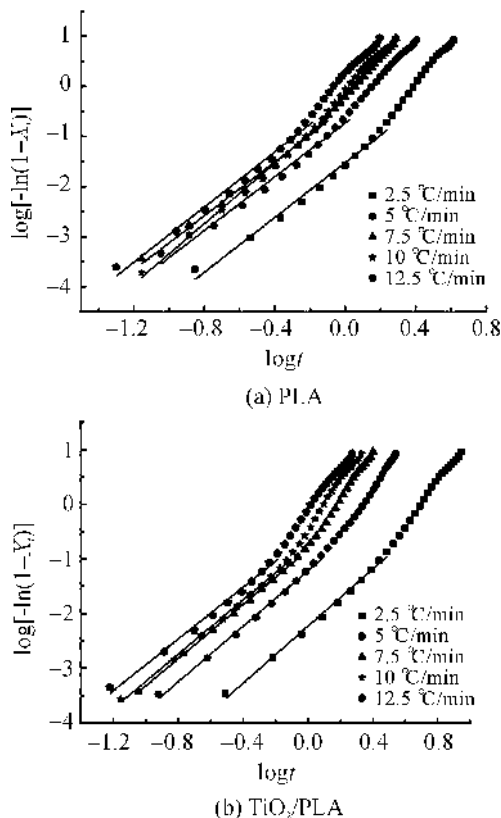 1
0
−1
−2
−3
−4
log[-ln(1−Xₜ)]
■ 2.5 ℃/min
● 5 ℃/min
▲ 7.5 ℃/min
★ 10 ℃/min
● 12.5 ℃/min
−1.2 −0.8 −0.4 0.0 0.4 0.8
logt
(a) PLA
1
0
−1
−2
−3
−4
log[-ln(1−Xₜ)]
■ 2.5 ℃/min
● 5 ℃/min
▲ 7.5 ℃/min
★ 10 ℃/min
● 12.5 ℃/min
−1.2 −0.8 −0.4 0.0 0.4 0.8
logt
(b) TiO₂/PLA